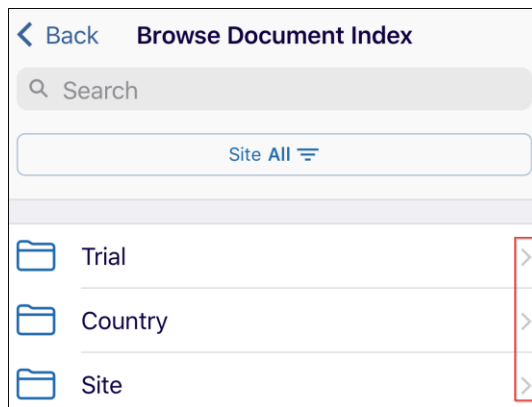 Back Browse Document Index
Search
Site All
Trial
Country
Site